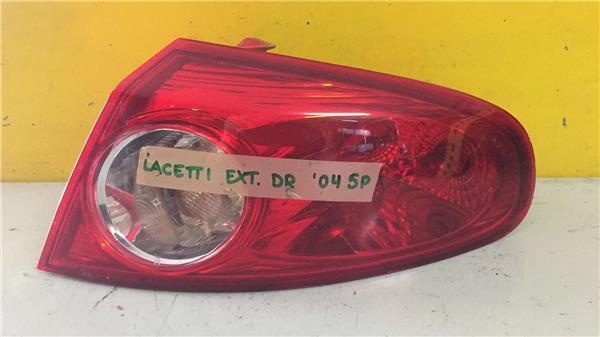 LACETTI EXT. DR '04 5P